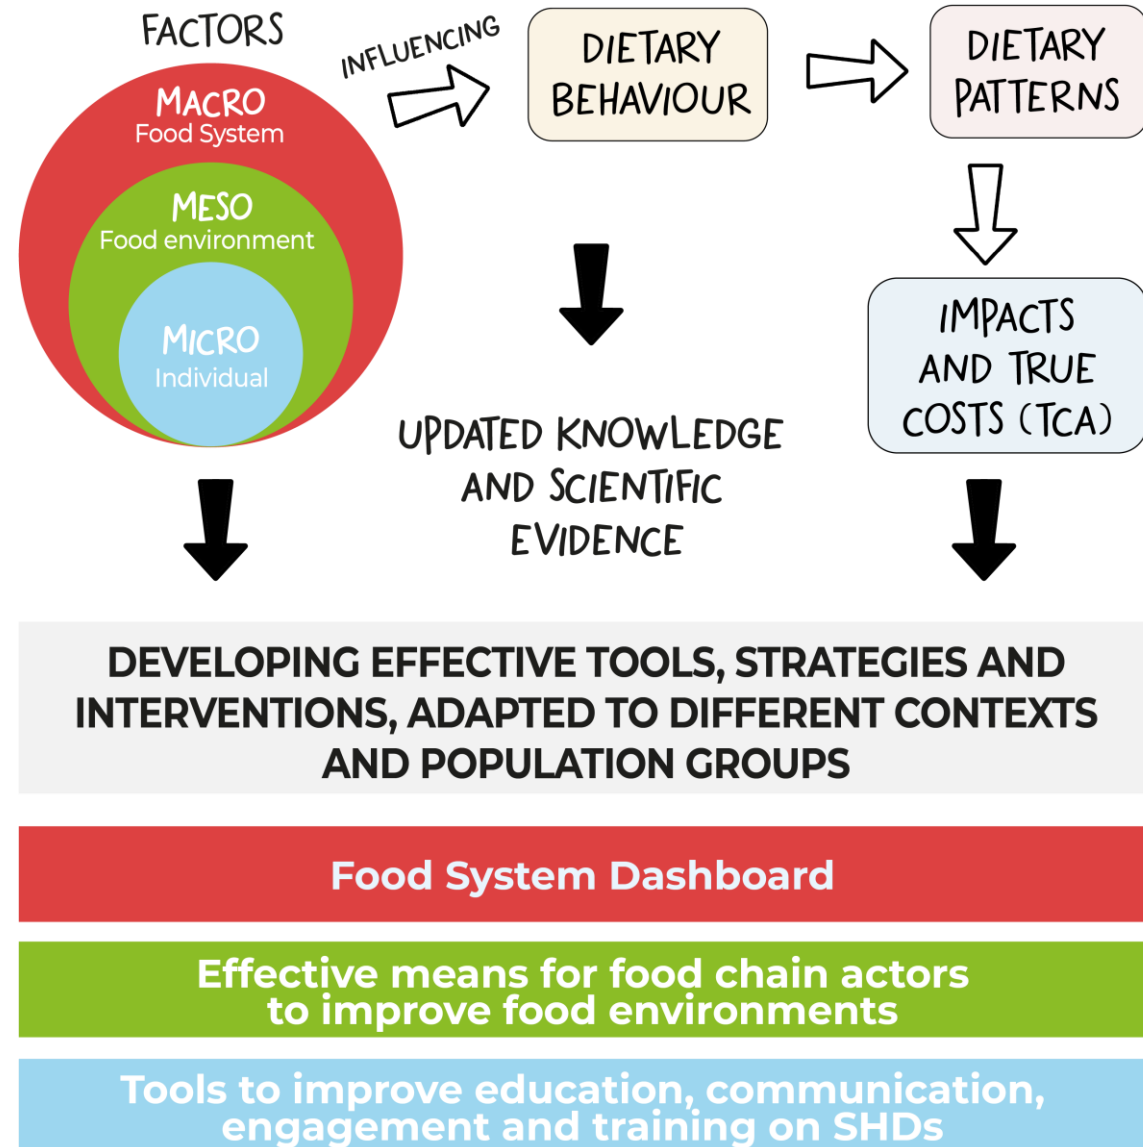 FACTORS
MACRO
Food System
MESO
Food environment
MICRO
Individual
INFLUENCING
DIETARY
BEHAVIOUR
DIETARY
PATTERNS
IMPACTS
AND TRUE
COSTS (TCA)
UPDATED KNOWLEDGE
AND SCIENTIFIC
EVIDENCE
DEVELOPING EFFECTIVE TOOLS, STRATEGIES AND
INTERVENTIONS, ADAPTED TO DIFFERENT CONTEXTS
AND POPULATION GROUPS
Food System Dashboard
Effective means for food chain actors
to improve food environments
Tools to improve education, communication,
engagement and training on SHDs